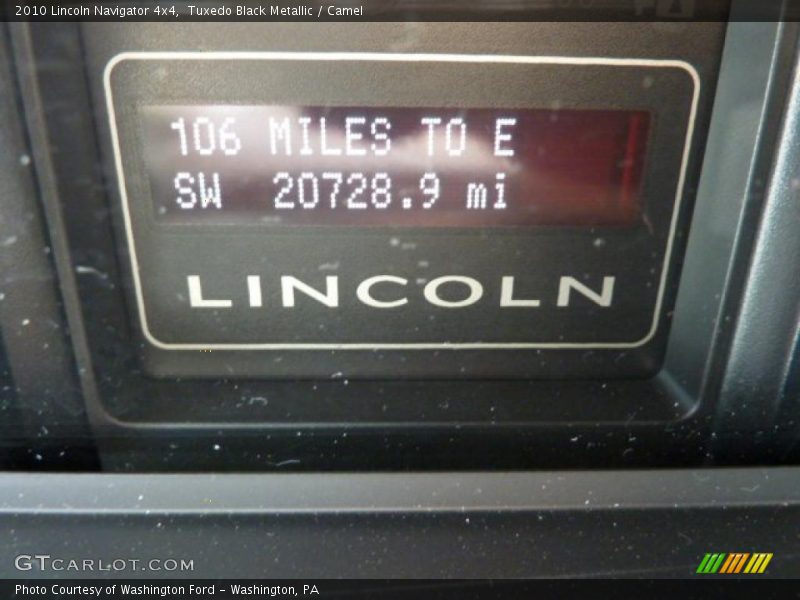 2010 Lincoln Navigator 4x4, Tuxedo Black Metallic / Camel
106 MILES TO E
SW 20728.9 mi
LINCOLN
GTCARLOT.COM
Photo Courtesy of Washington Ford - Washington, PA